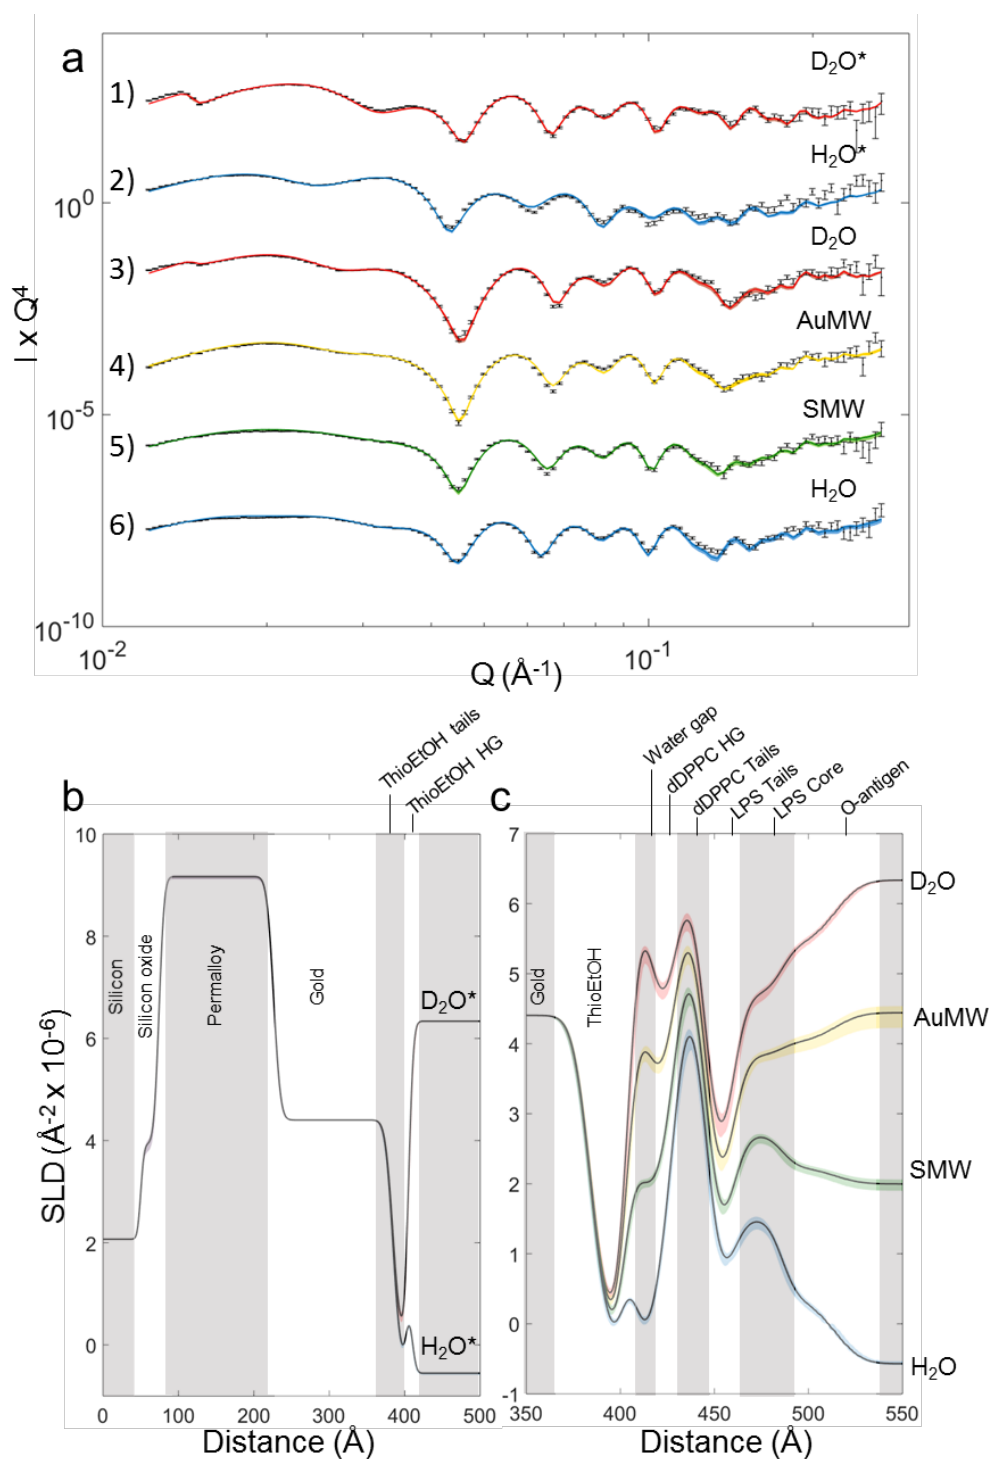 a
D₂O*
1)
H₂O*
2)
10⁰
D₂O
3)
I x Q⁴
AuMW
4)
10⁻⁵
SMW
5)
H₂O
6)
10⁻¹⁰
10⁻²
10⁻¹
Q (Å⁻¹)
b
ThioEtOH tails
ThioEtOH HG
10
8
6
4
2
0
SLD (Å⁻² x 10⁻⁶)
Silicon
Silicon oxide
Permalloy
Gold
D₂O*
H₂O*
0 100 200 300 400 500
Distance (Å)
c
Water gap
dDPPC HG
dDPPC Tails
LPS Tails
LPS Core
O-antigen
7
6
5
4
3
2
1
0
-1
Gold
ThioEtOH
D₂O
AuMW
SMW
H₂O
350 400 450 500 550
Distance (Å)